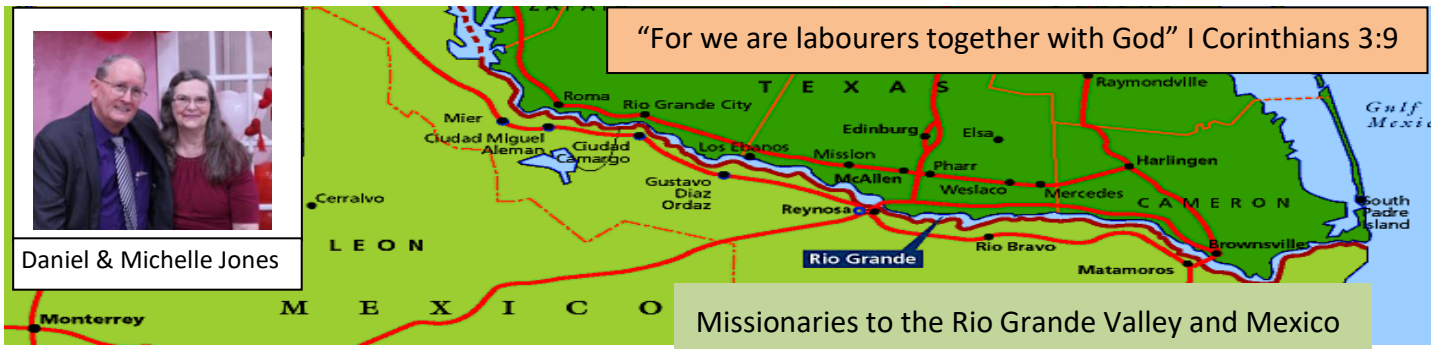 “For we are labourers together with God” I Corinthians 3:9
ZAPATA
TEXAS
Raymondville
Gulf
Mexico
Roma
Rio Grande City
Mier
Ciudad Miguel
Aleman
Ciudad
Camargo
Los Ebanos
Edinburg
Elsa
Mission
McAllen
Pharr
Weslaco
Mercedes
Harlingen
Cerralvo
Gustavo
Diaz
Ordaz
Reynosa
CAMERON
South
Padre
Island
LEON
Rio Grande
Rio Bravo
Brownsville
Matamoros
Daniel & Michelle Jones
MEXICO
Monterrey
Missionaries to the Rio Grande Valley and Mexico